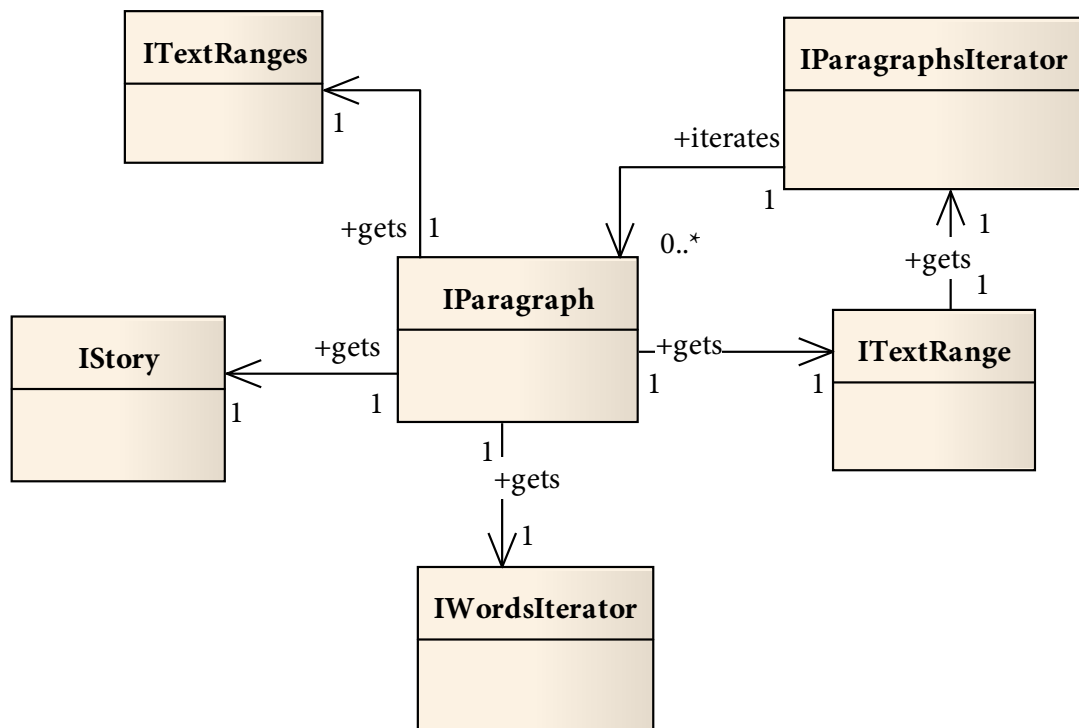 ITextRanges
1
+gets
1
IParagraphsIterator
+iterates
1
0..*
1
+gets
1
IParagraph
IStory
+gets
1
1
+gets
1
1
ITextRange
1
+gets
1
IWordsIterator